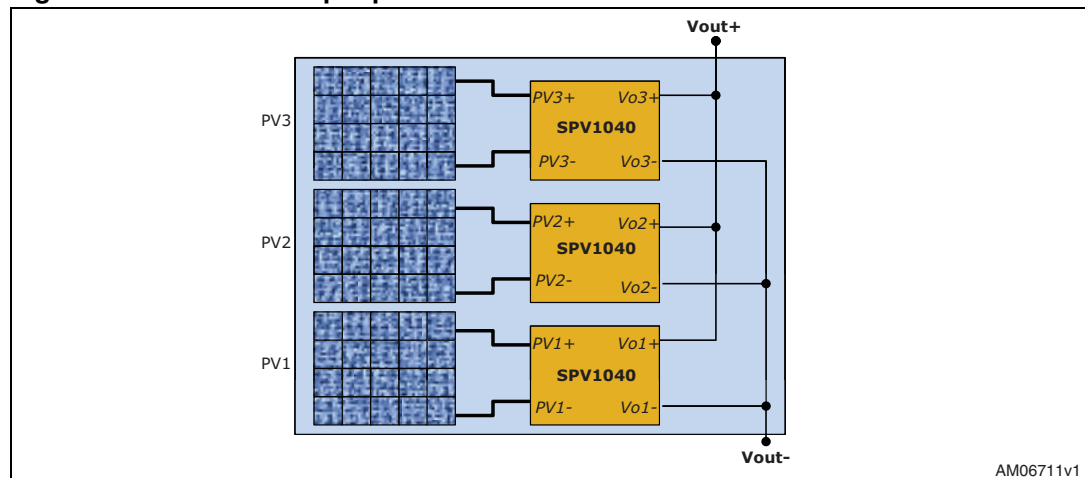 Vout+
PV3
PV3+ Vo3+
SPV1040
PV3- Vo3-
PV2
PV2+ Vo2+
SPV1040
PV2- Vo2-
PV1
PV1+ Vo1+
SPV1040
PV1- Vo1-
Vout-
AM06711v1